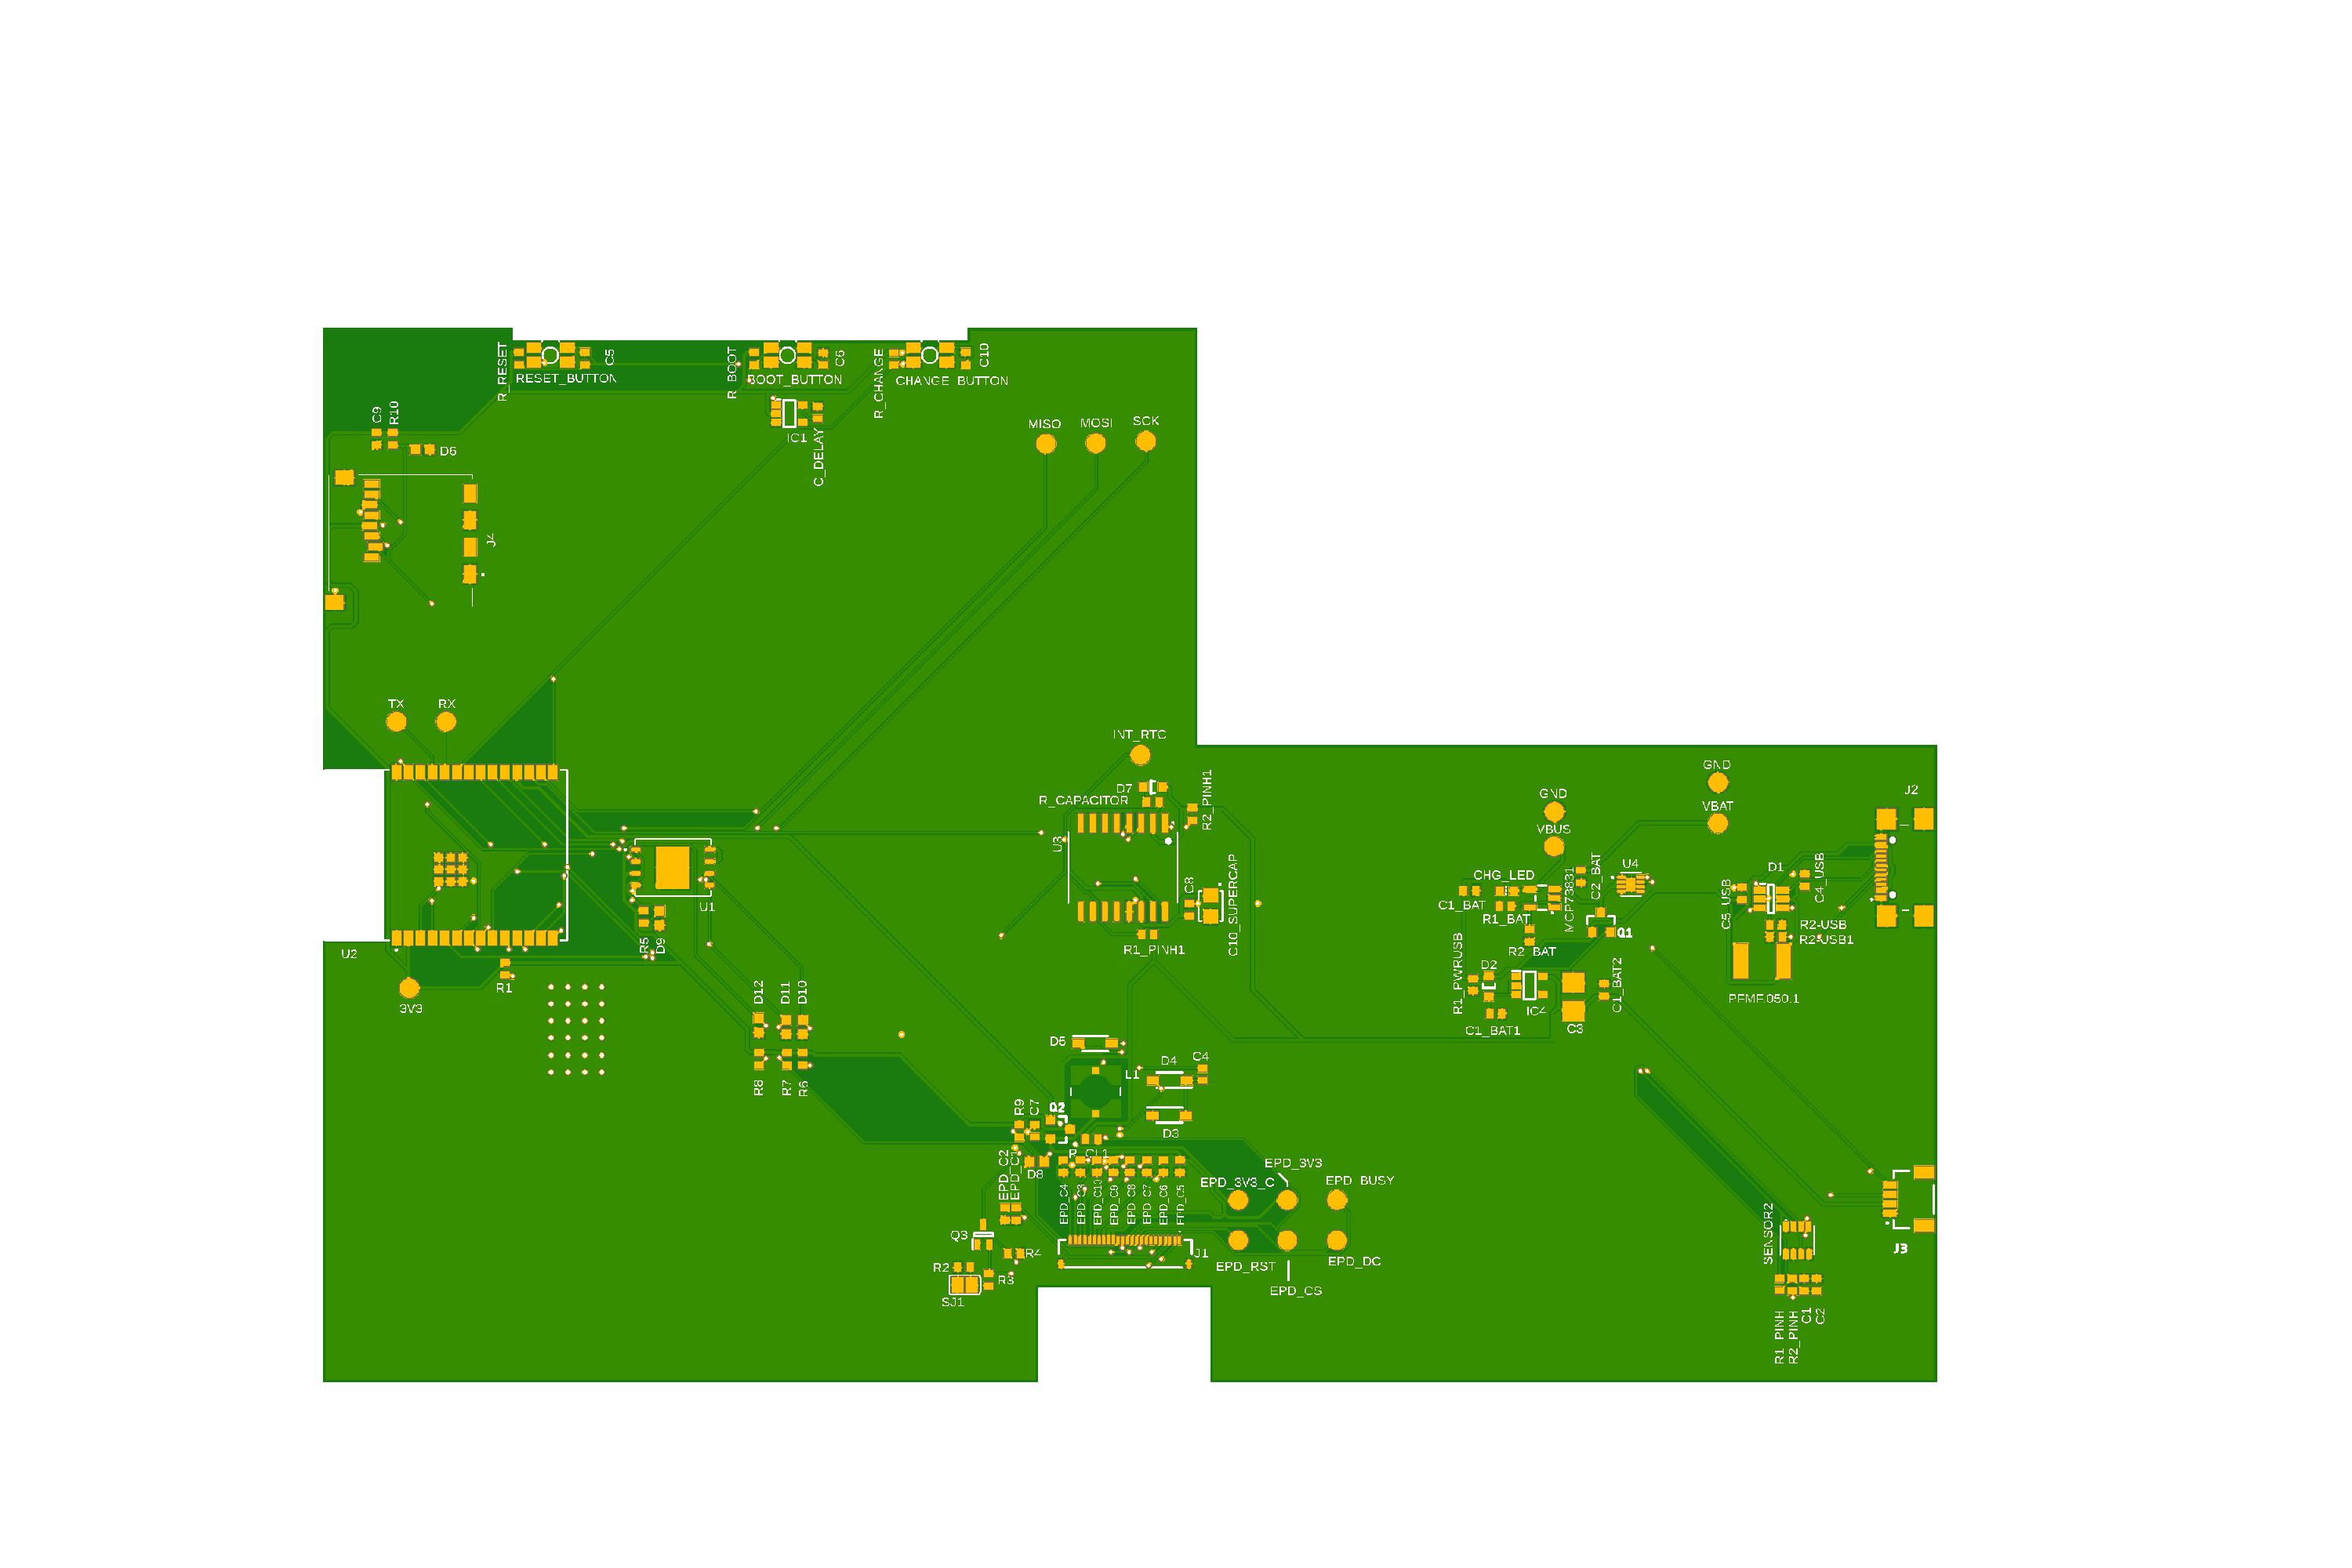 R_RESET
C5
RESET_BUTTON
R_BOOT
C6
BOOT_BUTTON
R_CHANGE
C10
CHANGE_BUTTON
C9
R10
D6
IC1
C_DELAY
MISO
MOSI
SCK
J4
TX
RX
INT_RTC
GND
J2
D7
R_CAPACITOR
R2_PINH1
GND
VBAT
VBUS
U3
U4
D1
C4_USB
CHG_LED
C2_BAT
C8
C10_SUPERCAP
C1_BAT
MCP73831
C5_USB
U1
R1_BAT
R2-USB
R2-USB1
Q1
R5
D9
U2
R1_PINH1
R2_BAT
D2
R1_PWRUSB
C1_BAT2
R1
PFMF.050.1
3V3
D12
D11
D10
IC4
C3
C1_BAT1
D5
D4
C4
L1
R8
R7
R6
R9
C7
Q2
D3
R_CL1
D8
EPD_C2
EPD_C1
EPD_3V3
EPD_3V3_C
EPD_BUSY
EPD_C4
EPD_C3
EPD_C10
EPD_C9
EPD_C8
EPD_C7
EPD_C6
EPD_C5
Q3
R4
J1
SENSOR2
J3
R2
R3
EPD_RST
EPD_DC
SJ1
EPD_CS
R1_PINH
R2_PINH
C1
C2